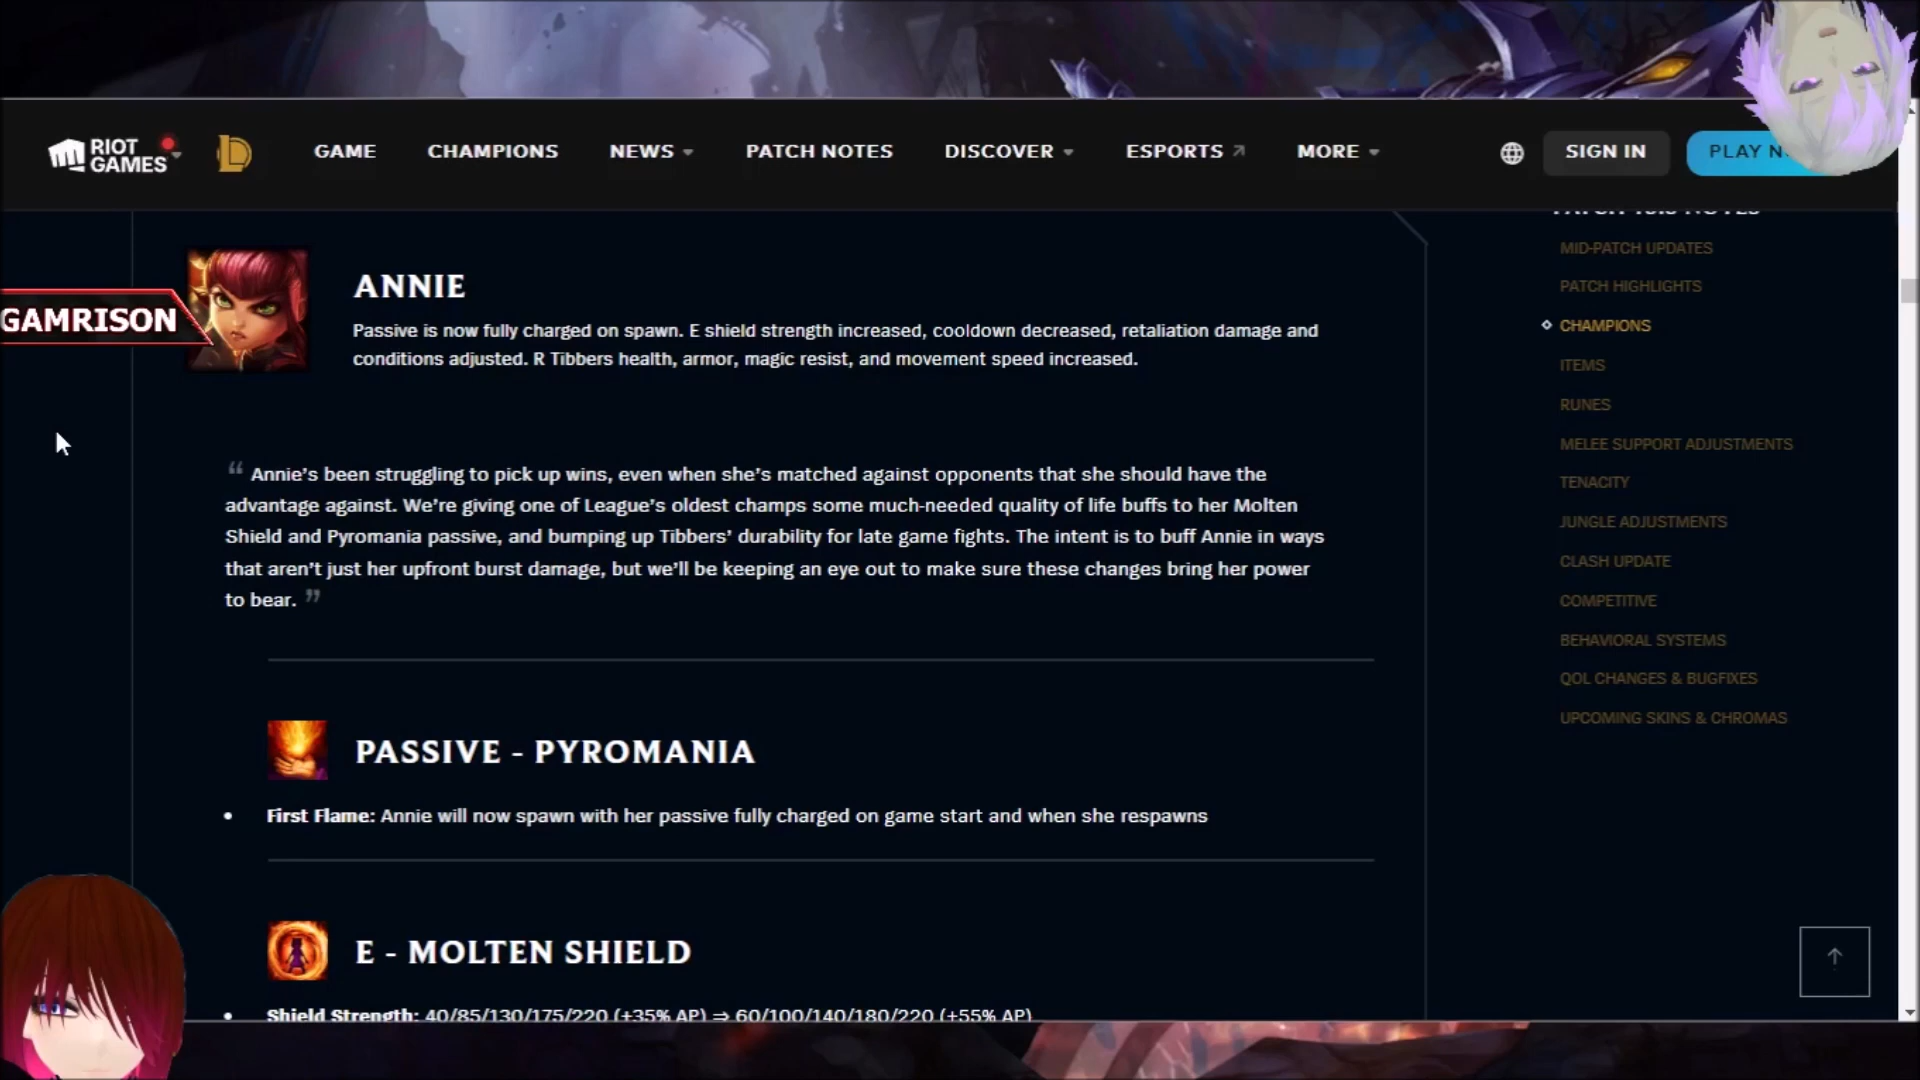 RIOT GAMES
GAME
CHAMPIONS
NEWS
PATCH NOTES
DISCOVER
ESPORTS
MORE
SIGN IN
PLAY
GAMRISON
ANNIE
Passive is now fully charged on spawn. E shield strength increased, cooldown decreased, retaliation damage and
conditions adjusted. R Tibbers health, armor, magic resist, and movement speed increased.
“ Annie’s been struggling to pick up wins, even when she’s matched against opponents that she should have the
advantage against. We’re giving one of League’s oldest champs some much-needed quality of life buffs to her Molten
Shield and Pyromania passive, and bumping up Tibbers’ durability for late game fights. The intent is to buff Annie in ways
that aren’t just her upfront burst damage, but we’ll be keeping an eye out to make sure these changes bring her power
to bear. ”
PASSIVE - PYROMANIA
• First Flame: Annie will now spawn with her passive fully charged on game start and when she respawns
E - MOLTEN SHIELD
• Shield Strength: 40/85/130/175/220 (+35% AP) ⇒ 60/100/140/180/220 (+55% AP)
NOTES
MID-PATCH UPDATES
PATCH HIGHLIGHTS
CHAMPIONS
ITEMS
RUNES
MELEE SUPPORT ADJUSTMENTS
TENACITY
JUNGLE ADJUSTMENTS
CLASH UPDATE
COMPETITIVE
BEHAVIORAL SYSTEMS
QOL CHANGES & BUGFIXES
UPCOMING SKINS & CHROMAS